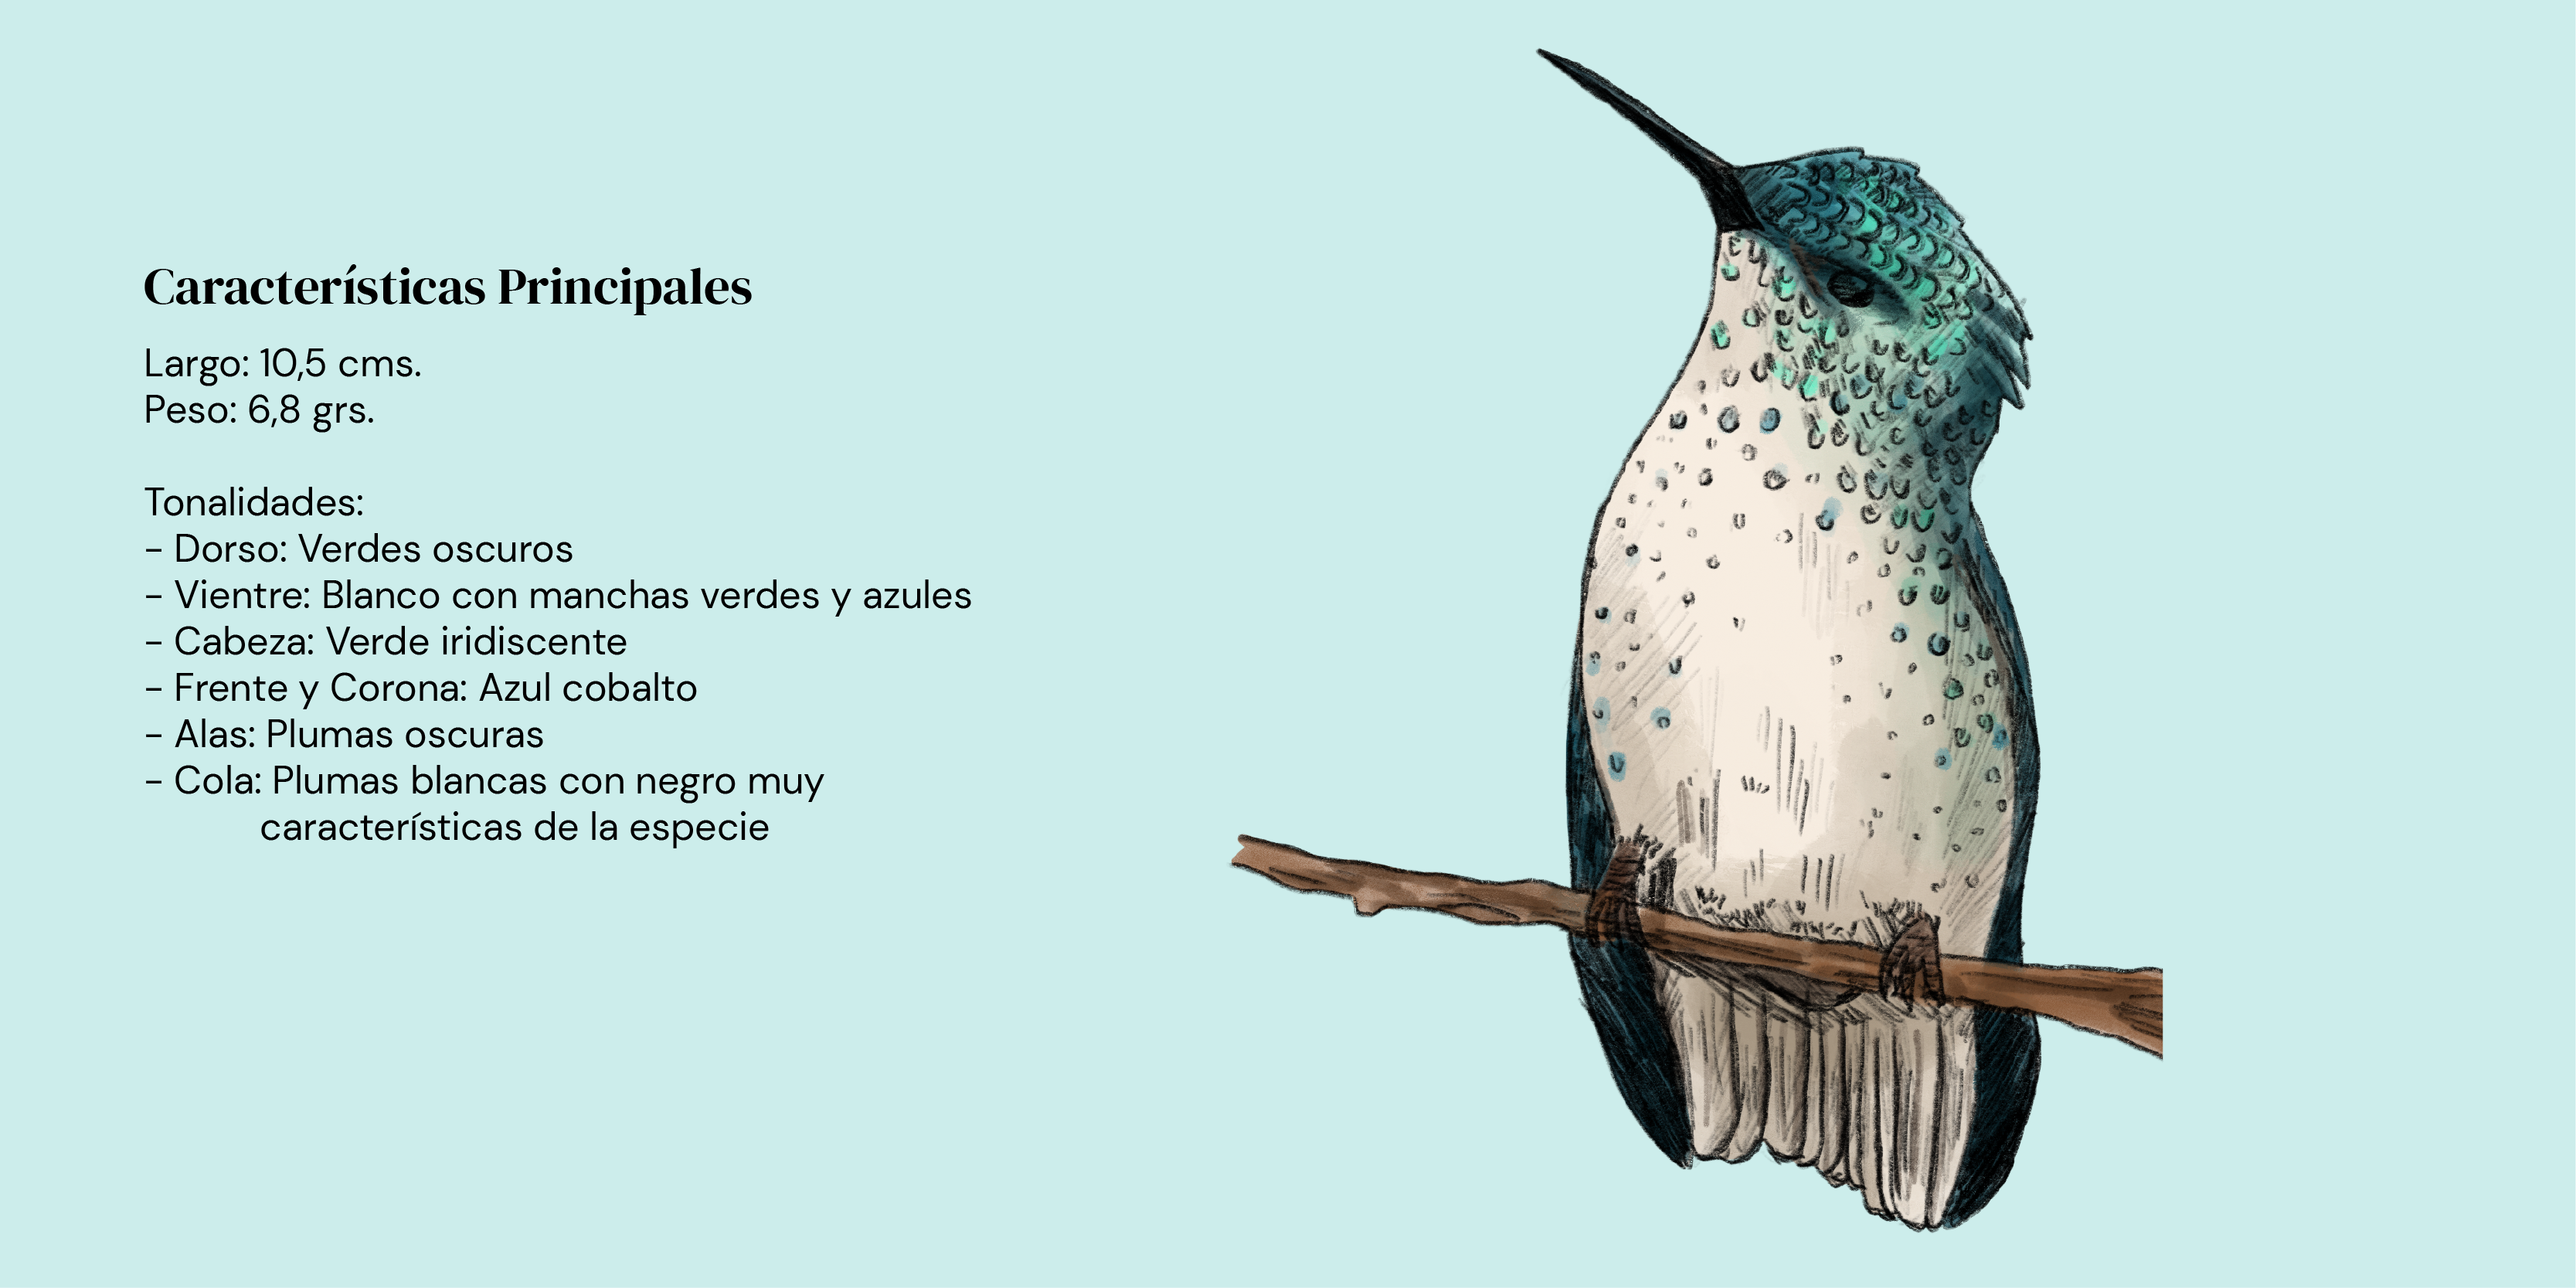 Características Principales
Largo: 10,5 cms.
Peso: 6,8 grs.
Tonalidades:
- Dorso: Verdes oscuros
- Vientre: Blanco con manchas verdes y azules
- Cabeza: Verde iridiscente
- Frente y Corona: Azul cobalto
- Alas: Plumas oscuras
- Cola: Plumas blancas con negro muy
características de la especie